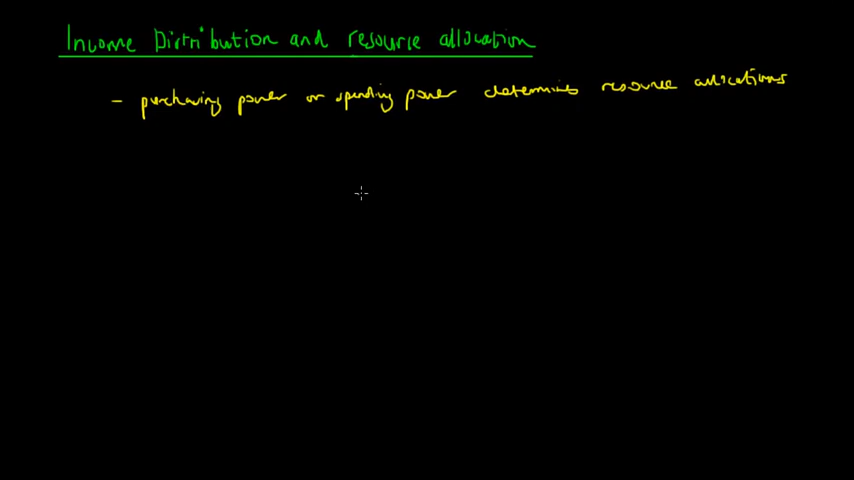 Income Distribution and resource allocation
- purchasing power or spending power determines resource allocations